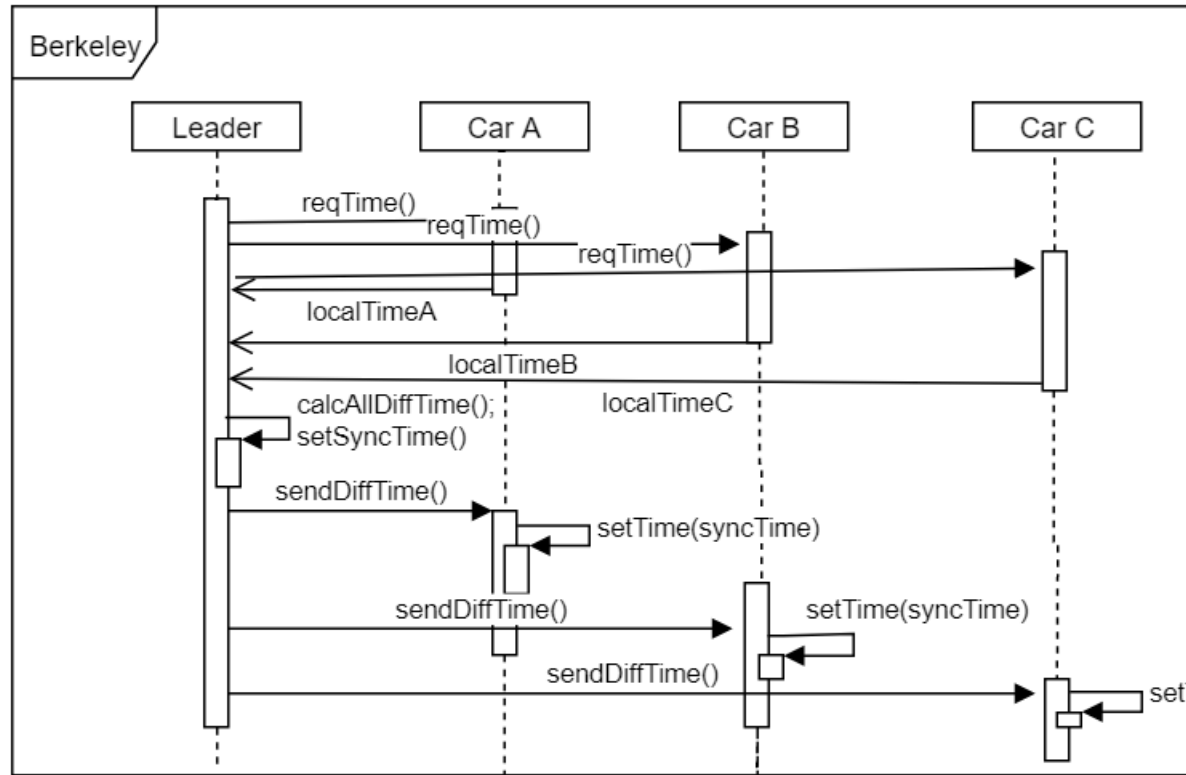 Berkeley
Leader
Car A
Car B
Car C
reqTime()
reqTime()
reqTime()
localTimeA
localTimeB
localTimeC
calcAllDiffTime();
setSyncTime()
sendDiffTime()
setTime(syncTime)
sendDiffTime()
setTime(syncTime)
sendDiffTime()